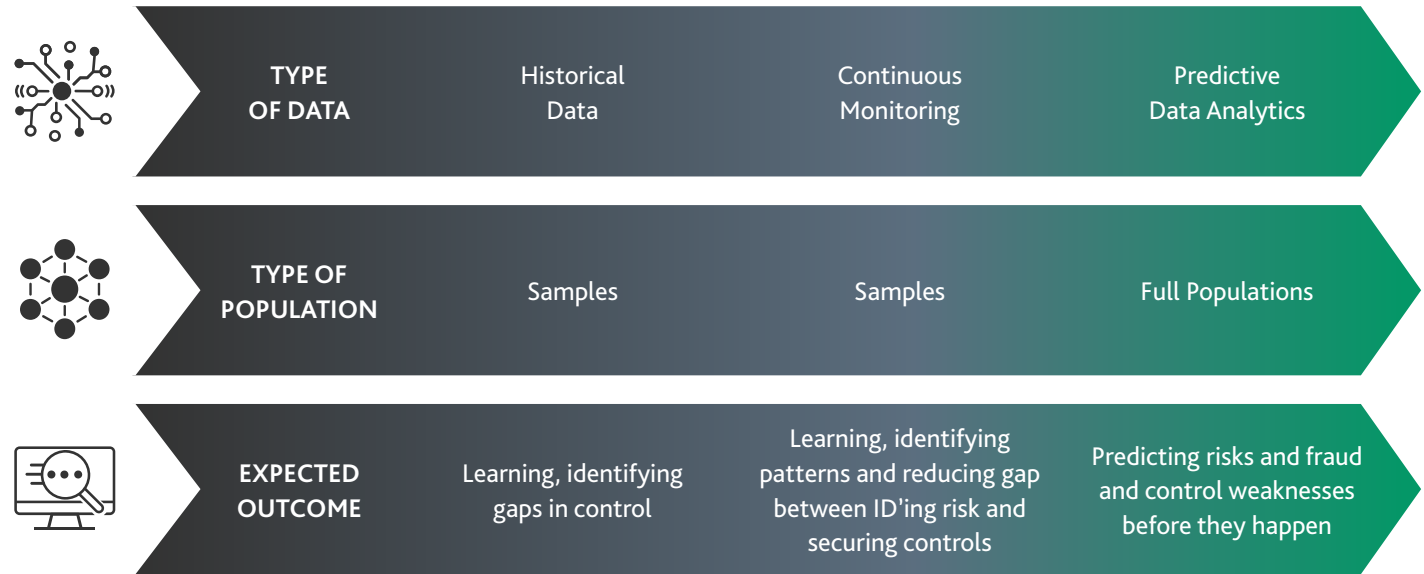 TYPE
OF DATA
Historical
Data
Continuous
Monitoring
Predictive
Data Analytics
TYPE OF
POPULATION
Samples
Samples
Full Populations
EXPECTED
OUTCOME
Learning, identifying
gaps in control
Learning, identifying
patterns and reducing gap
between ID'ing risk and
securing controls
Predicting risks and fraud
and control weaknesses
before they happen